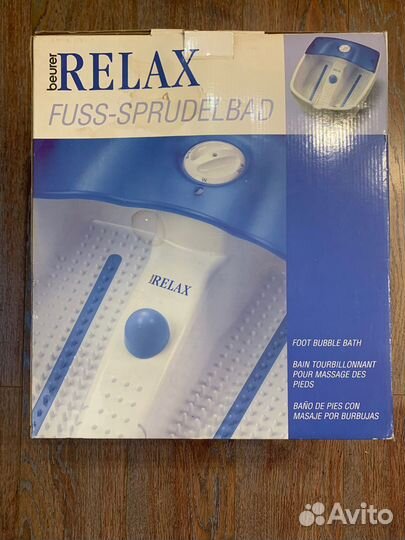 beurer
RELAX
FUSS-SPRUDELBAD
RELAX
FOOT BUBBLE BATH
BAIN TOURBILLONNANT
POUR MASSAGE DES
PIEDS
BAÑO DE PIES CON
MASAJE POR BURBUJAS
Avito